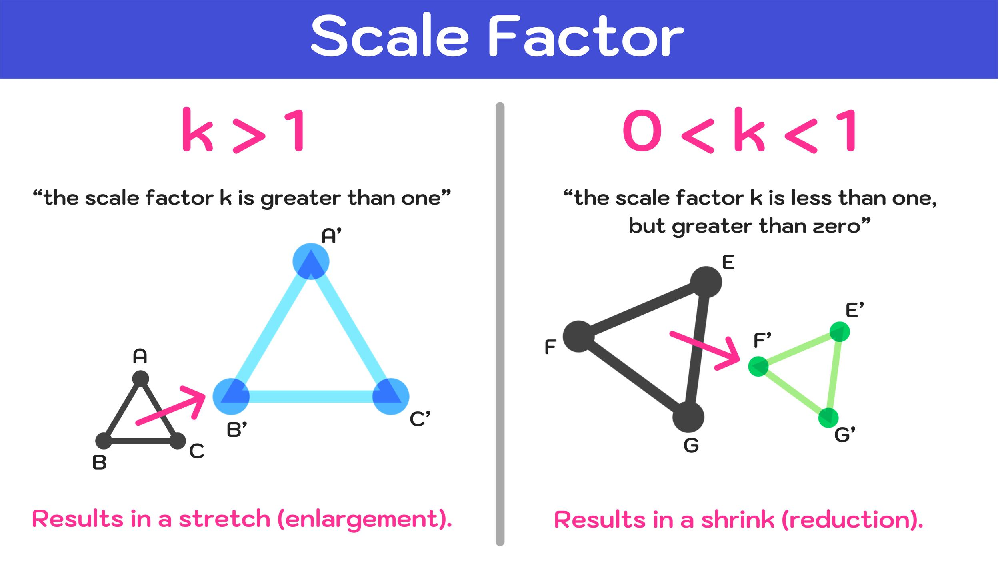 Scale Factor
k > 1
“the scale factor k is greater than one”
A’
A
B’
C’
C
B
Results in a stretch (enlargement).
0 < k < 1
“the scale factor k is less than one,
but greater than zero”
E
E’
F’
F
G’
G
Results in a shrink (reduction).